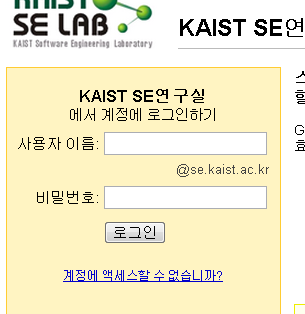 KAIST
SE LAB
KAIST Software Engineering Laboratory
KAIST SE연
KAIST SE연 구실
에서 계정에 로그인하기
사용자 이름:
@se.kaist.ac.kr
비밀번호:
로그인
계정에 액세스할 수 없습니까?
할
G